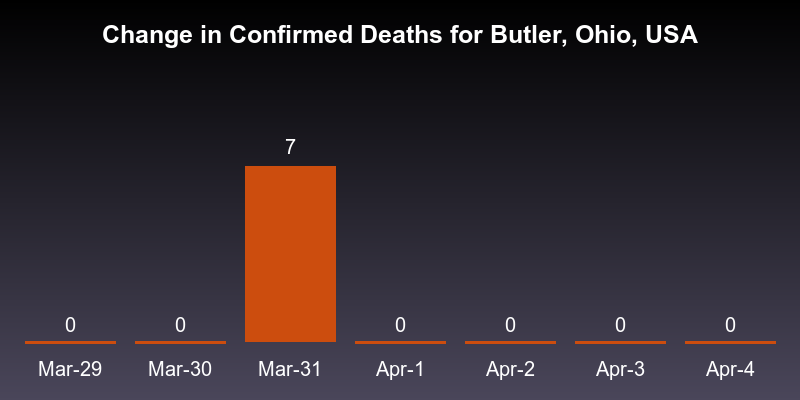 Change in Confirmed Deaths for Butler, Ohio, USA
7
0 0 0 0 0 0
Mar-29 Mar-30 Mar-31 Apr-1 Apr-2 Apr-3 Apr-4